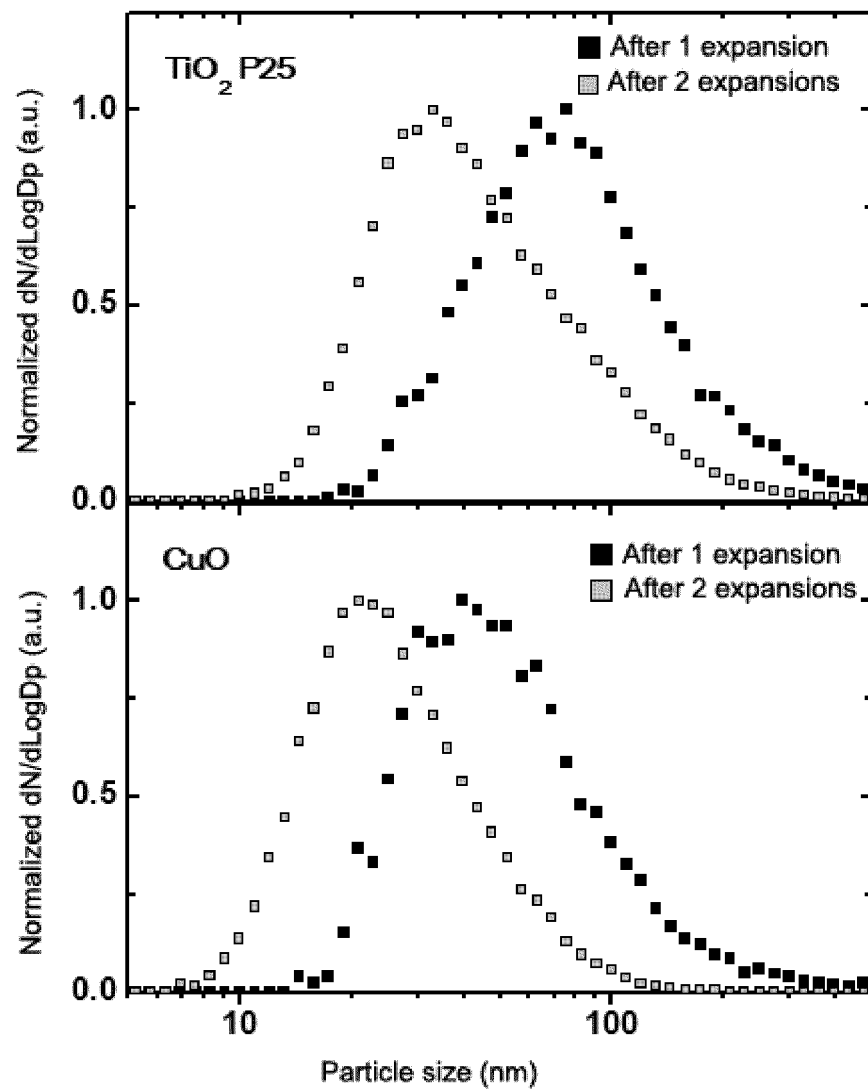 TiO2 P25
After 1 expansion
After 2 expansions
Normalized dN/dLogDp (a.u.)
1.0
0.5
0.0
CuO
After 1 expansion
After 2 expansions
Normalized dN/dLogDp (a.u.)
1.0
0.5
0.0
10
100
Particle size (nm)